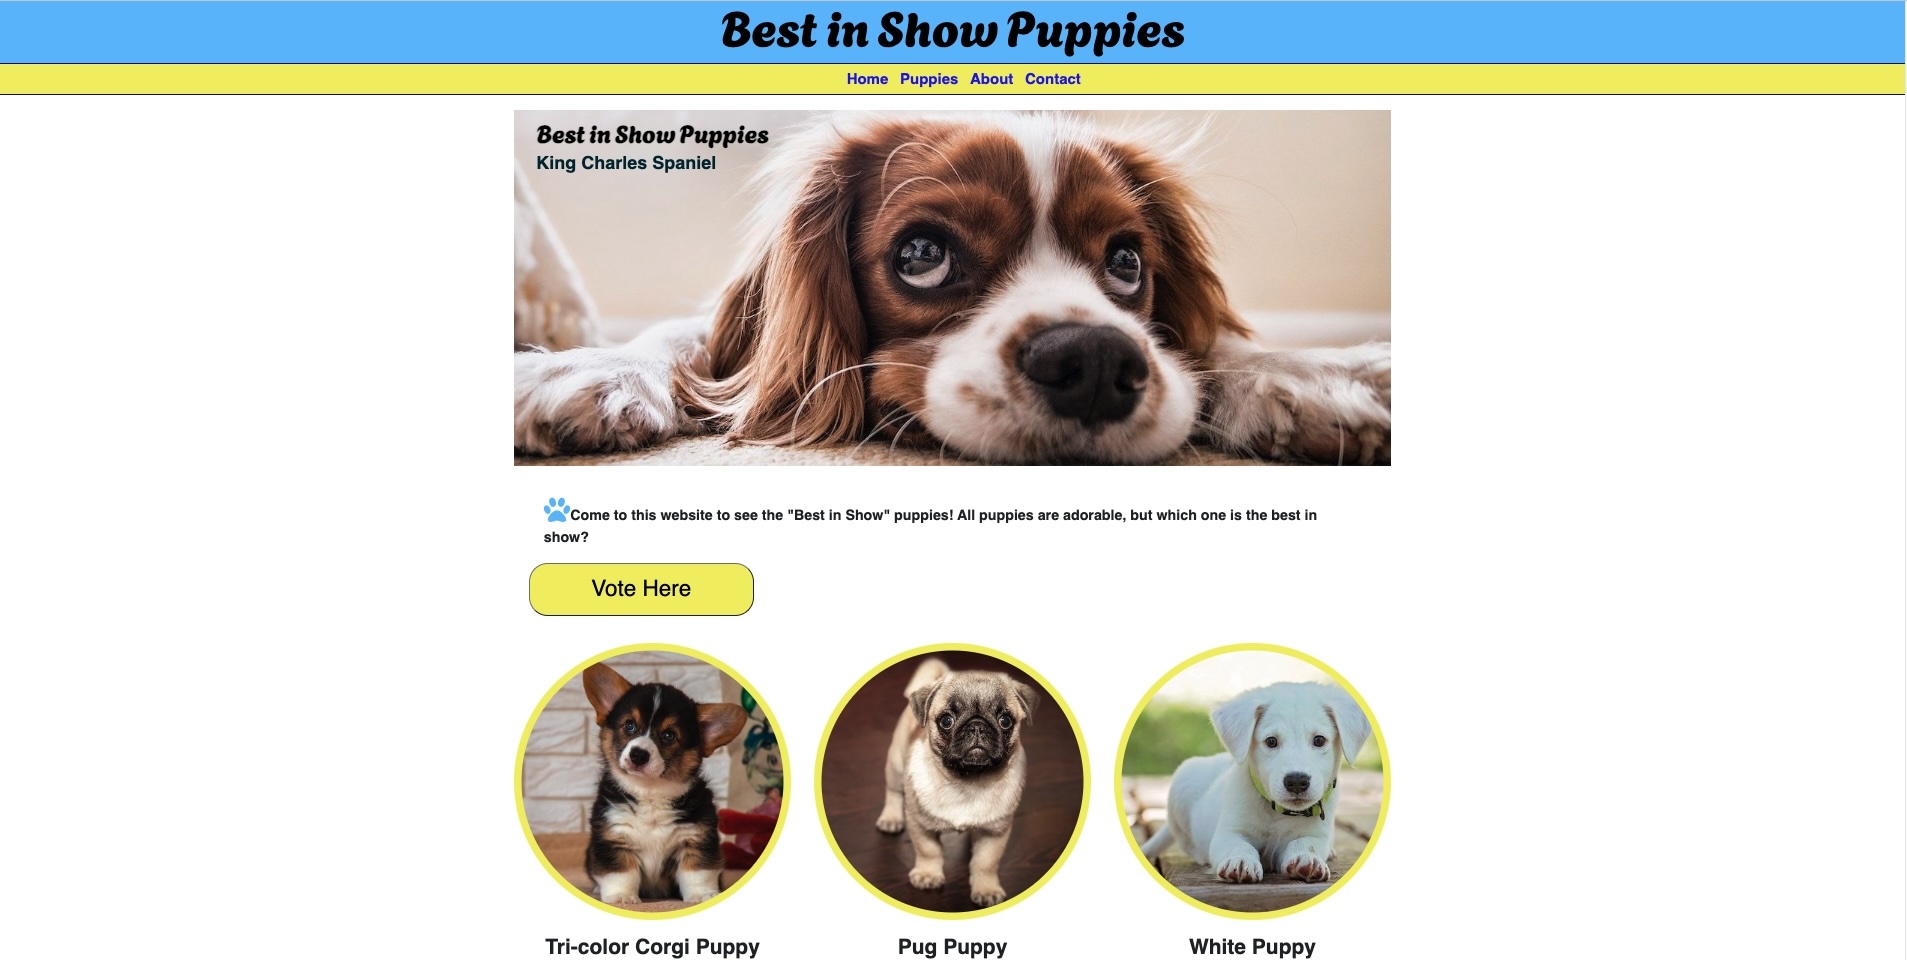 Best in Show Puppies
Home Puppies About Contact
Best in Show Puppies
King Charles Spaniel
Come to this website to see the "Best in Show" puppies! All puppies are adorable, but which one is the best in
show?
Vote Here
Tri-color Corgi Puppy
Pug Puppy
White Puppy